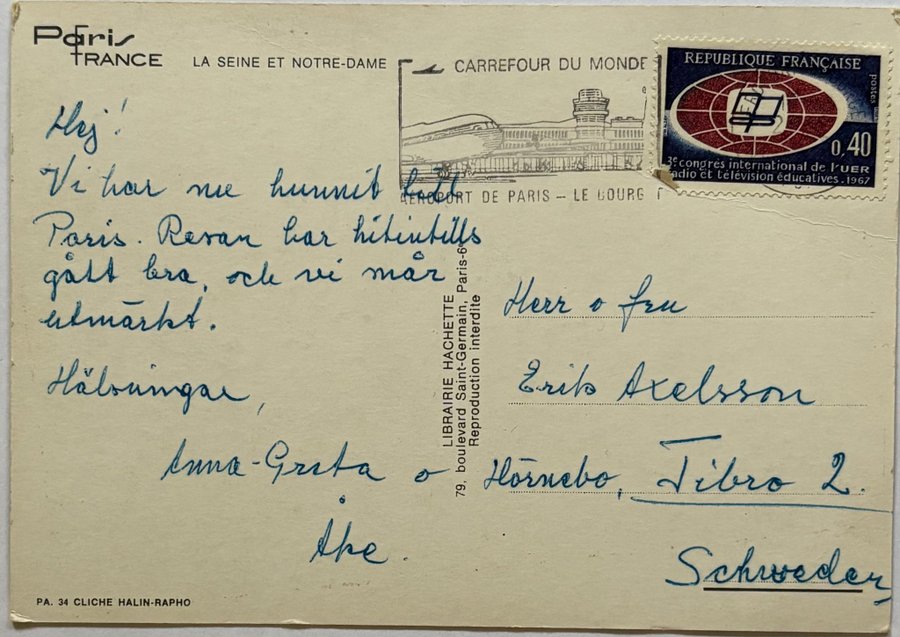 Paris
FRANCE
LA SEINE ET NOTRE-DAME
CARREFOUR DU MONDE
AÉROPORT DE PARIS - LE BOURG
REPUBLIQUE FRANÇAISE
postes
0,40
3e congrès international de l'UER
radio et télévision éducatives.1967
Hej!
Vi har nu hunnit till
Paris. Resan har hitintills
gått bra, och vi mår
utmärkt.
Hälsningar,
Anna-Greta o
Åke.
LIBRAIRIE HACHETTE
79, boulevard Saint-Germain, Paris-6e
Reproduction interdite
Herr o fru
Erik Axelsson
Hörnebo, Tibro 2.
Schweden
PA. 34 CLICHE HALIN-RAPHO